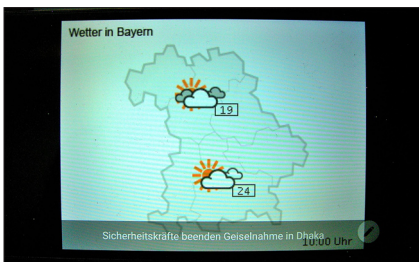 Wetter in Bayern
19
24
Sicherheitskräfte beenden Geiselnahme in Dhaka
10:00 Uhr